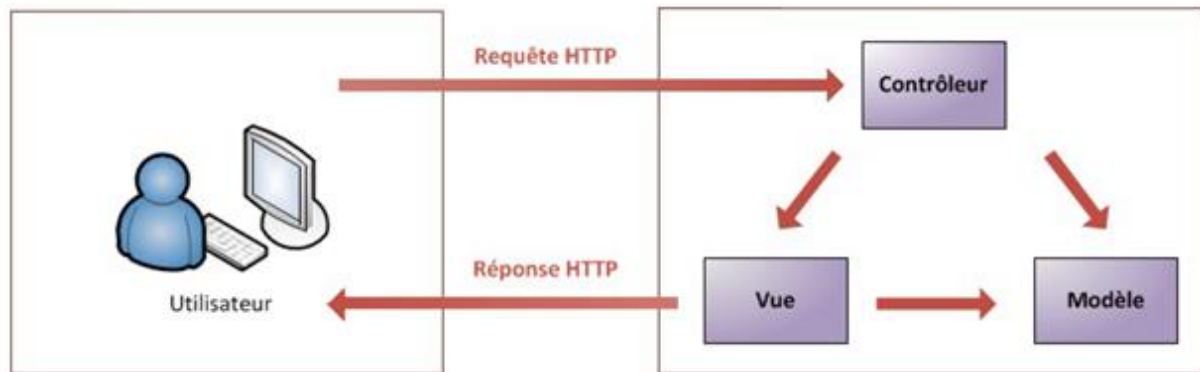 Requête HTTP
Contrôleur
Réponse HTTP
Utilisateur
Vue
Modèle